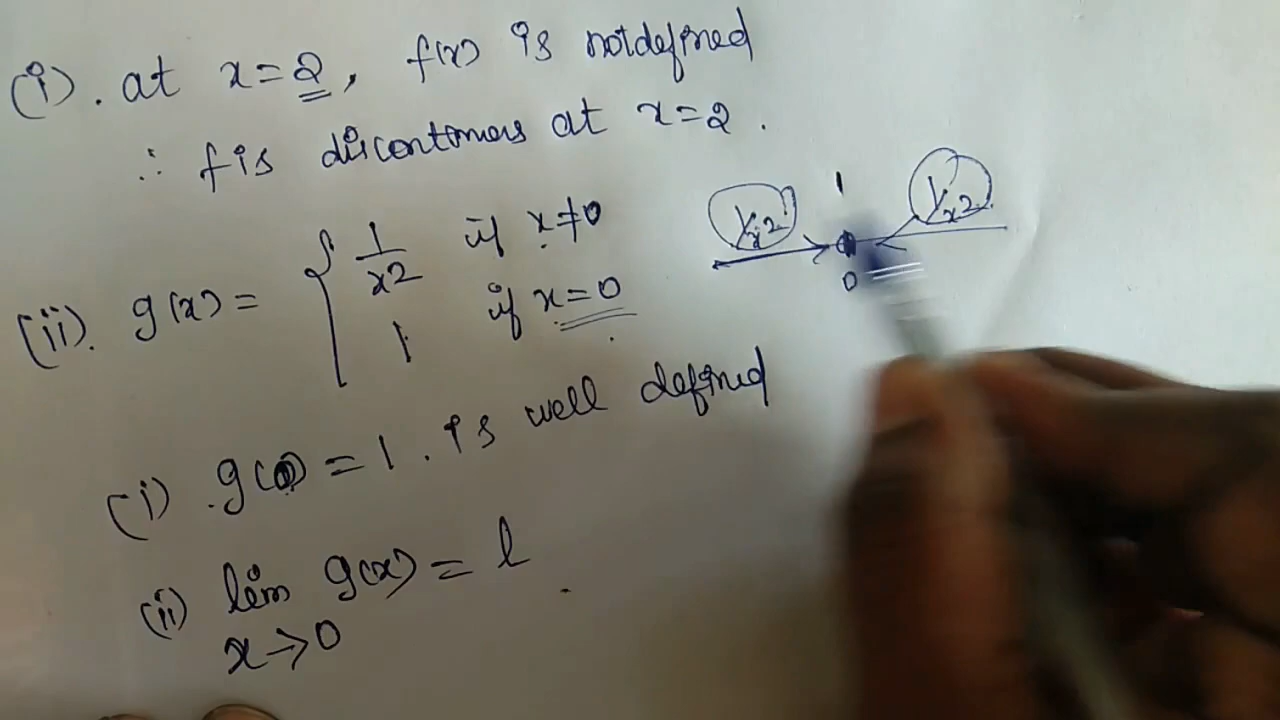 (i). at x=2, f(x) is notdefined
∴ f is discontinuous at x=2.
(ii). g(x) = { 1/x2 if x≠0
1 if x=0
1/x2 1 1/x2
0
(i) g(0) = 1. is well defined
(ii) lim g(x) = l
x→0